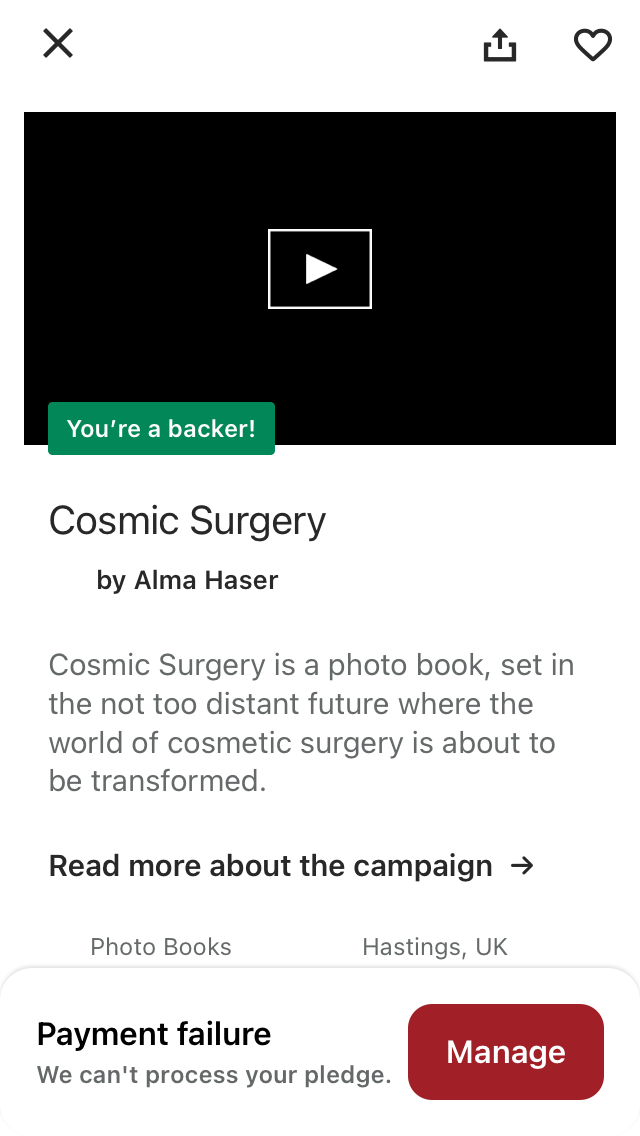 You’re a backer!
Cosmic Surgery
by Alma Haser
Cosmic Surgery is a photo book, set in
the not too distant future where the
world of cosmetic surgery is about to
be transformed.
Read more about the campaign →
Photo Books
Hastings, UK
Payment failure
We can't process your pledge.
Manage